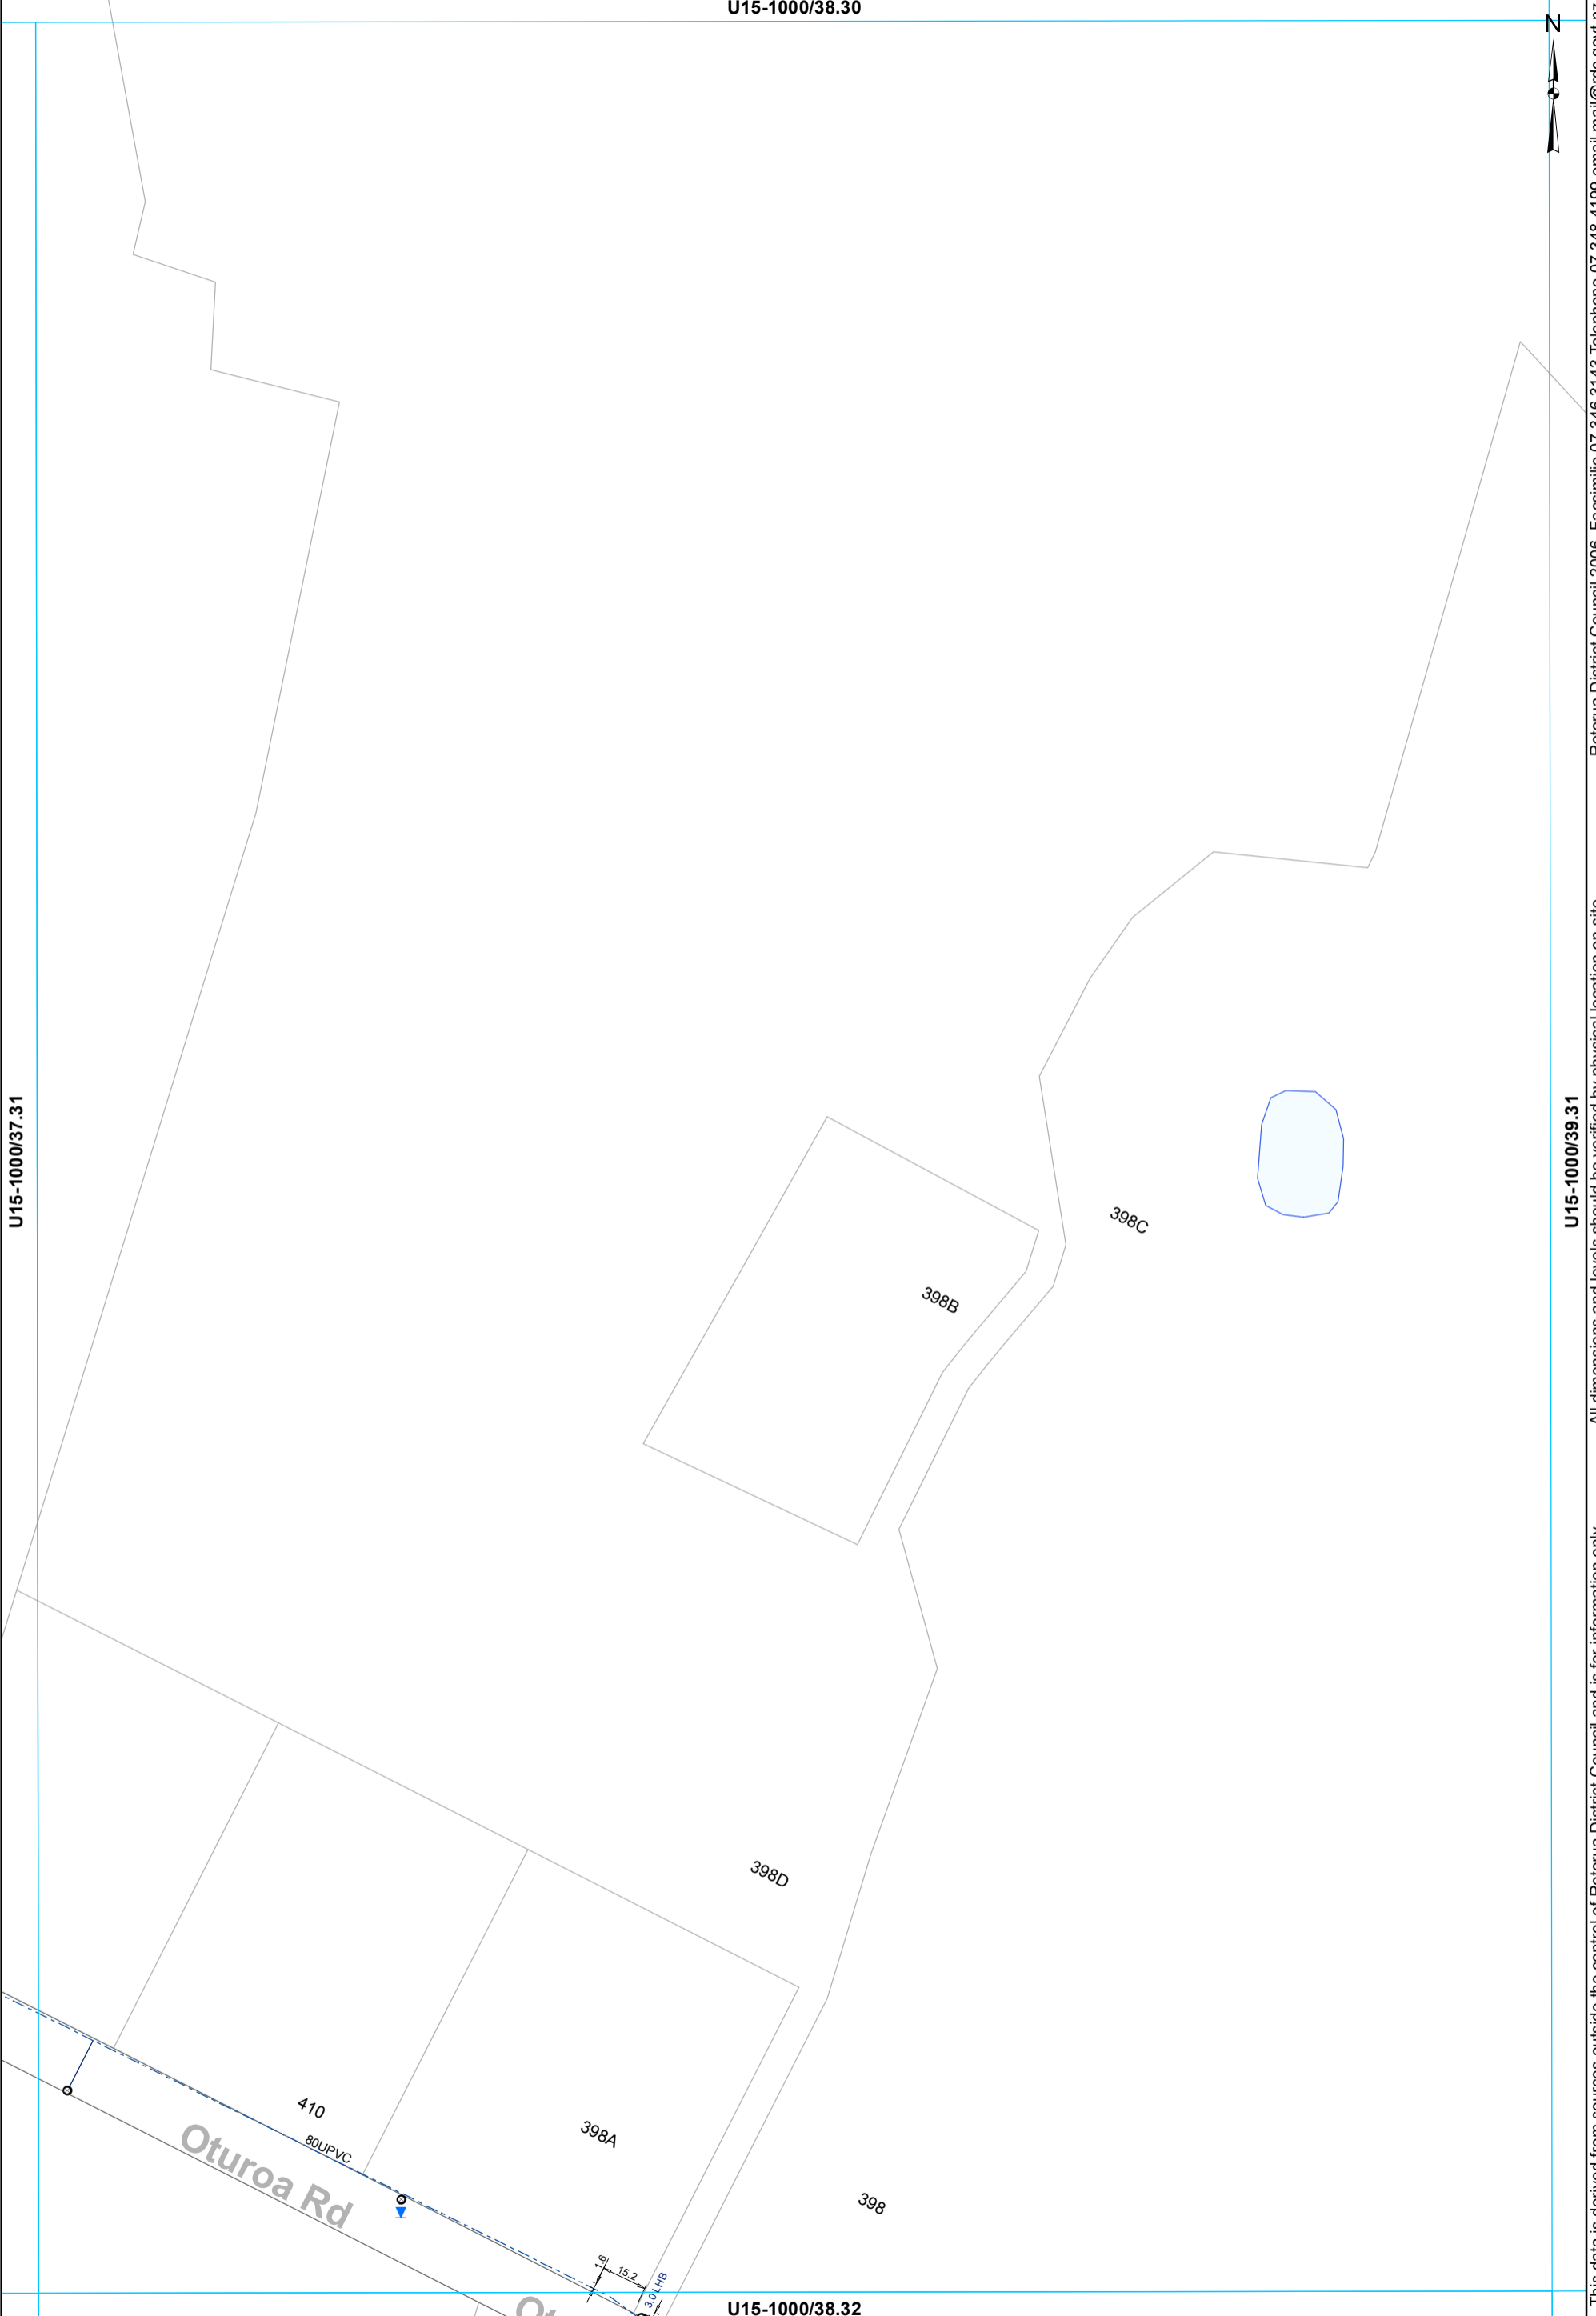 U15-1000/38.30
N
U15-1000/37.31
U15-1000/39.31
398C
398B
398D
410
398A
80UPVC
Oturoa Rd
398
1.6
15.2
3.0 LHB
U15-1000/38.32
Rotorua District Council 2006. Facsimilie 07 346 3143 Telephone 07 348 4199 email mail@rdc.govt.nz
All dimensions and levels should be verified by physical location on site
This data is derived from sources outside the control of Rotorua District Council and is for information only